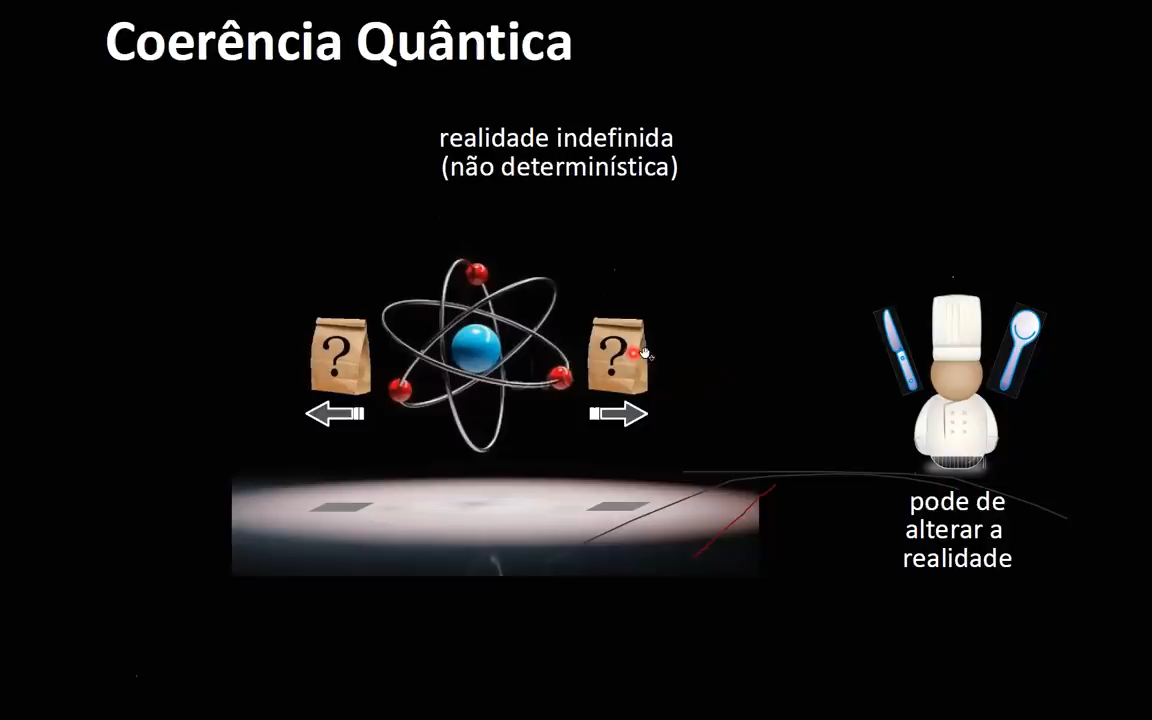 Coerência Quântica
realidade indefinida
(não determinística)
?
?
pode de
alterar a
realidade